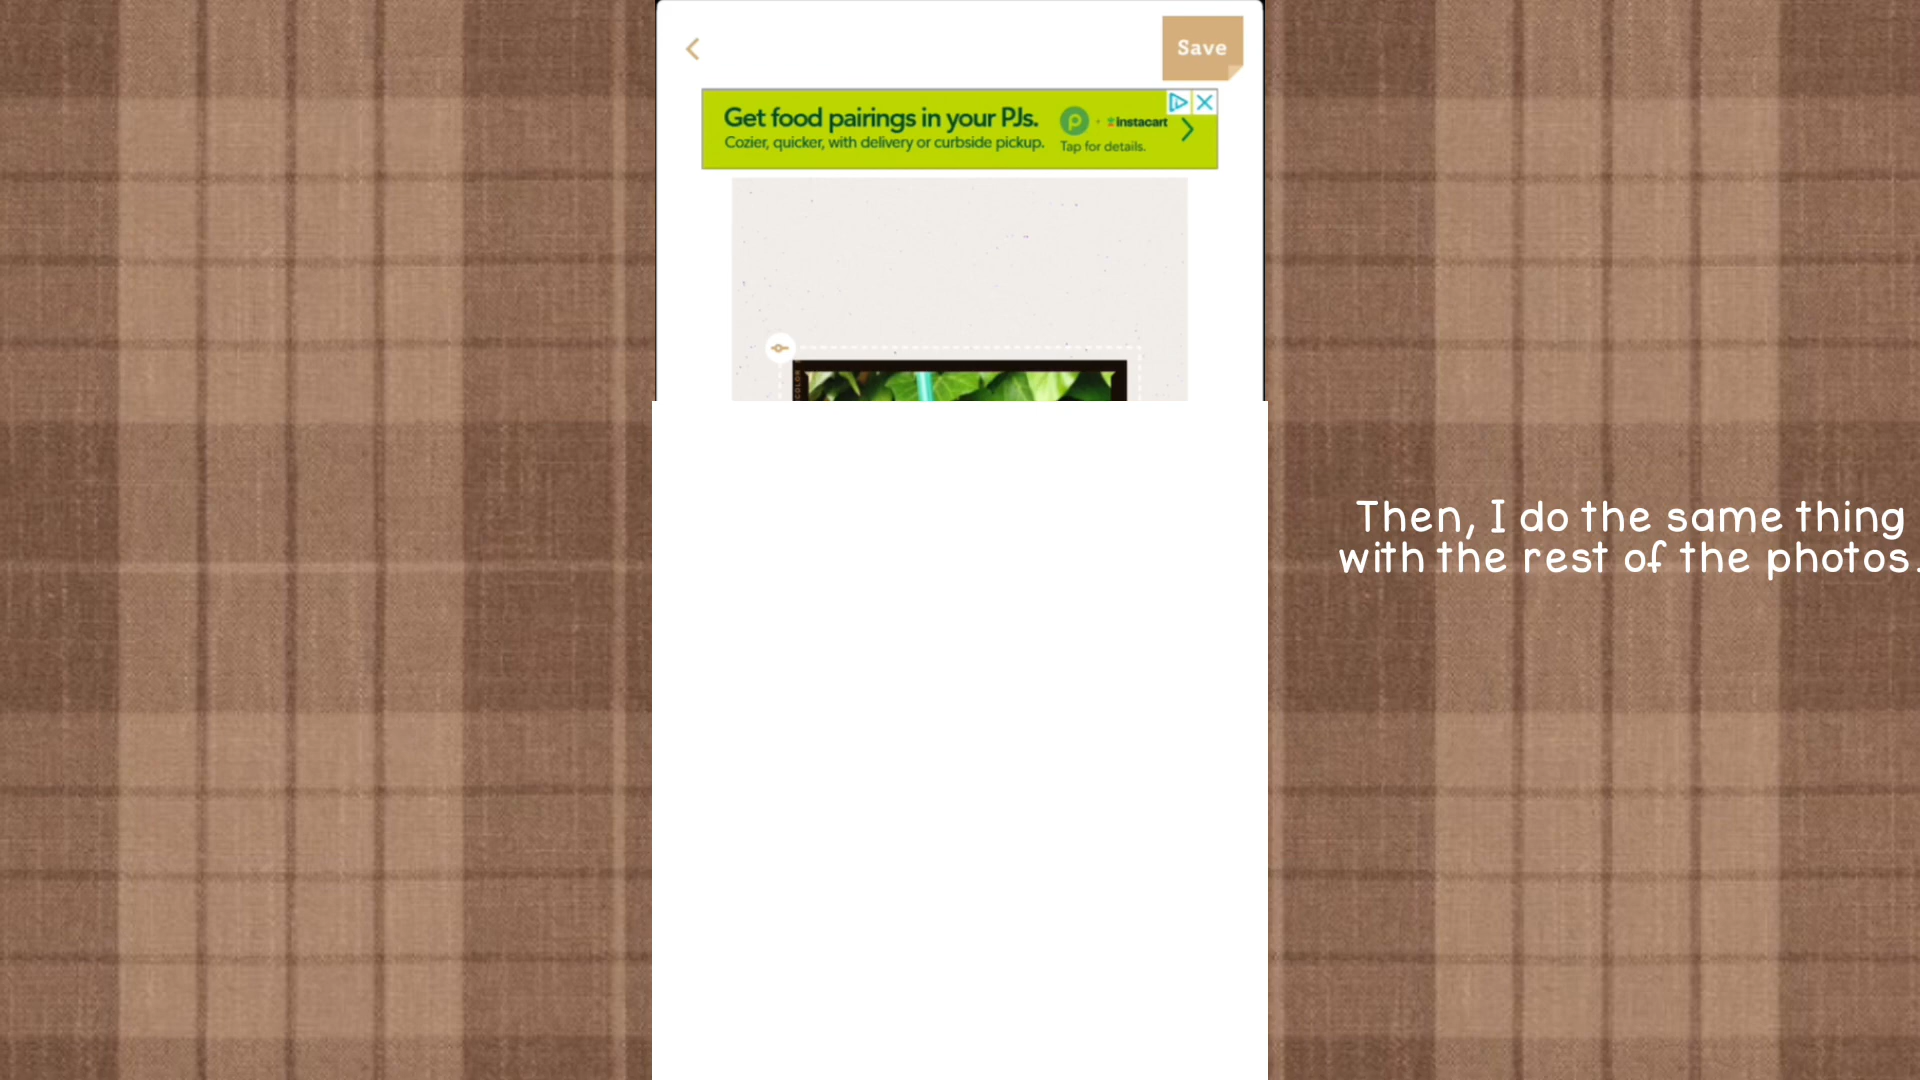 Save
Get food pairings in your PJs.
Cozier, quicker, with delivery or curbside pickup.
instacart
Tap for details.
Then, I do the same thing
with the rest of the photos.